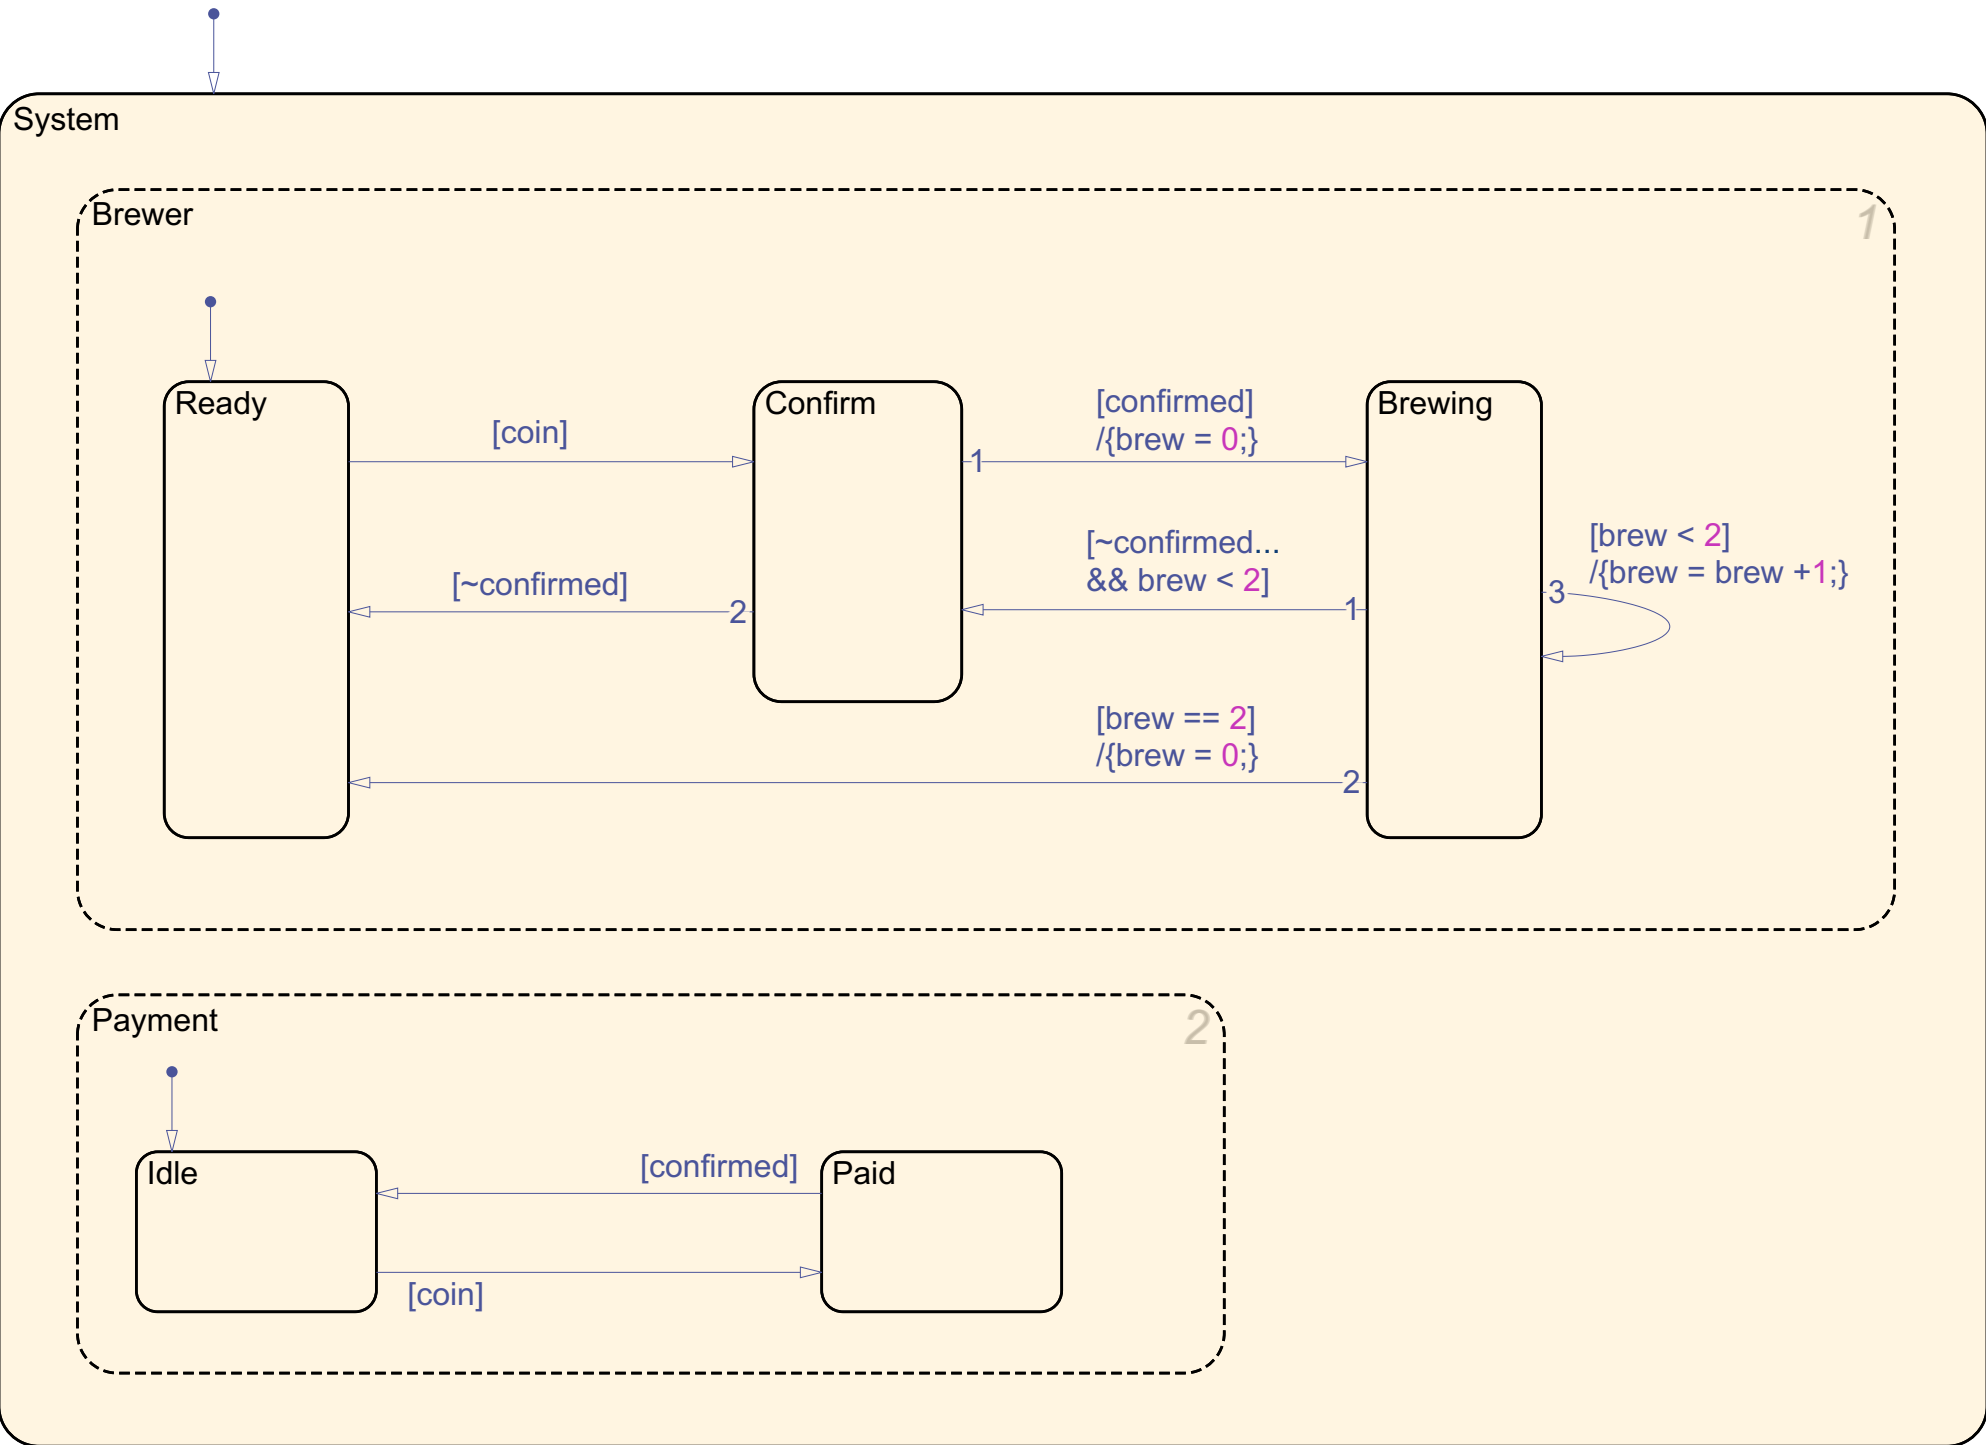 System
Brewer
1
Ready
[coin]
Confirm
[confirmed]
/{brew = 0;}
1
Brewing
[~confirmed]
2
[~confirmed...
&& brew < 2]
1
[brew < 2]
/{brew = brew +1;}
3
[brew == 2]
/{brew = 0;}
2
Payment
2
Idle
[confirmed]
Paid
[coin]